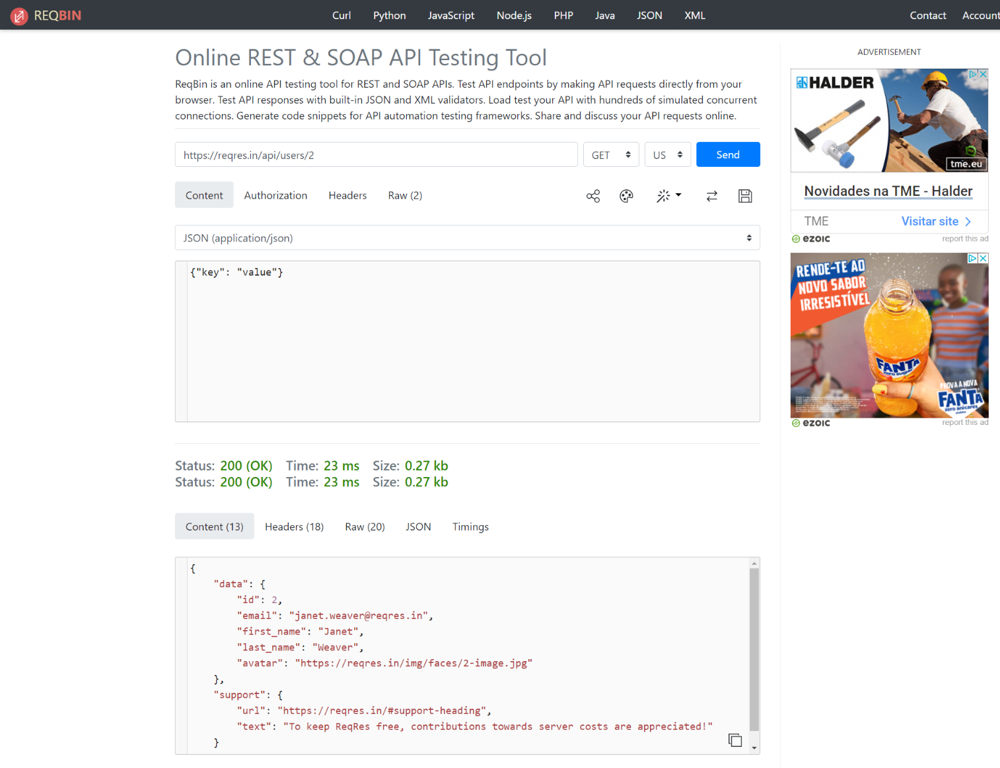 REQBIN
Curl Python JavaScript Node.js PHP Java JSON XML
Contact Account
Online REST & SOAP API Testing Tool
ReqBin is an online API testing tool for REST and SOAP APIs. Test API endpoints by making API requests directly from your
browser. Test API responses with built-in JSON and XML validators. Load test your API with hundreds of simulated concurrent
connections. Generate code snippets for API automation testing frameworks. Share and discuss your API requests online.
https://reqres.in/api/users/2 GET US Send
Content Authorization Headers Raw (2)
JSON (application/json)
{"key": "value"}
Status: 200 (OK) Time: 23 ms Size: 0.27 kb
Status: 200 (OK) Time: 23 ms Size: 0.27 kb
Content (13) Headers (18) Raw (20) JSON Timings
{
"data": {
"id": 2,
"email": "janet.weaver@reqres.in",
"first_name": "Janet",
"last_name": "Weaver",
"avatar": "https://reqres.in/img/faces/2-image.jpg"
},
"support": {
"url": "https://reqres.in/#support-heading",
"text": "To keep ReqRes free, contributions towards server costs are appreciated!"
}
ADVERTISEMENT
HALDER
tme.eu
Novidades na TME - Halder
TME Visitar site
ezoic report this ad
RENDE-TE AO
NOVO SABOR
IRRESISTÍVEL
FANTA
zero sugar
PROVA A NOVA
FANTA
zero azúcares
ezoic report this ad